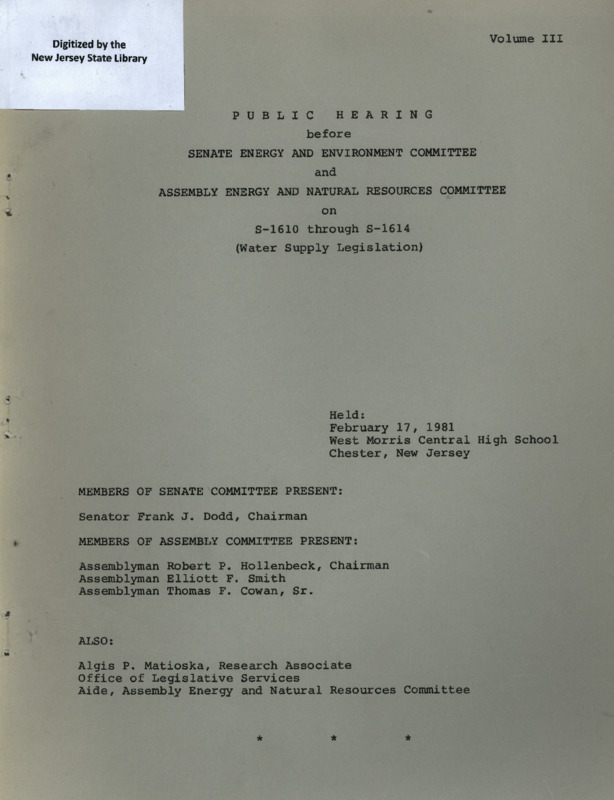 Digitized by the
New Jersey State Library
Volume III
PUBLIC HEARING
before
SENATE ENERGY AND ENVIRONMENT COMMITTEE
and
ASSEMBLY ENERGY AND NATURAL RESOURCES COMMITTEE
on
S-1610 through S-1614
(Water Supply Legislation)
Held:
February 17, 1981
West Morris Central High School
Chester, New Jersey
MEMBERS OF SENATE COMMITTEE PRESENT:
Senator Frank J. Dodd, Chairman
MEMBERS OF ASSEMBLY COMMITTEE PRESENT:
Assemblyman Robert P. Hollenbeck, Chairman
Assemblyman Elliott F. Smith
Assemblyman Thomas F. Cowan, Sr.
ALSO:
Algis P. Matioska, Research Associate
Office of Legislative Services
Aide, Assembly Energy and Natural Resources Committee
* * *